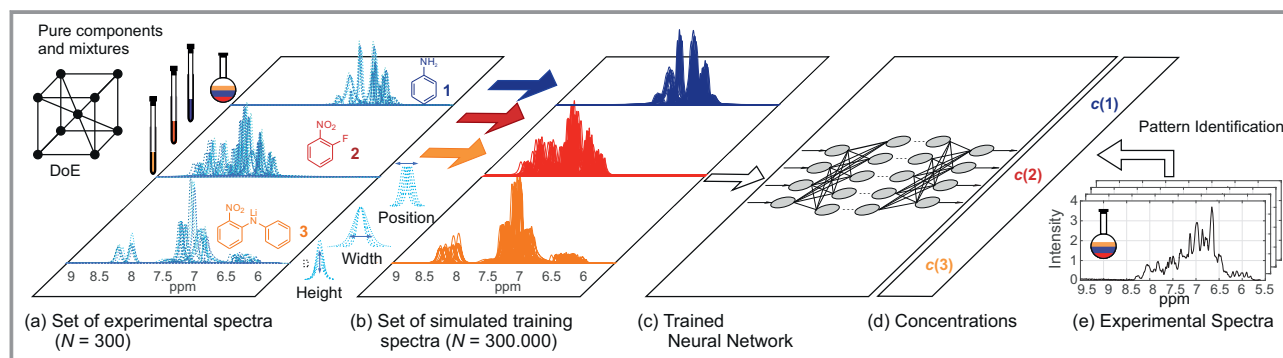 Pure components
and mixtures
DoE
NH₂
1
NO₂
F
2
NO₂
Li
N
3
9 8.5 8 7.5 7 6.5 6
ppm
Position
Width
Height
9 8.5 8 7.5 7 6.5 6
ppm
c(1)
c(2)
c(3)
Pattern Identification
Intensity
4
3
2
1
0
9.5 9 8.5 8 7.5 7 6.5 6 5.5
ppm
(a) Set of experimental spectra
(N = 300)
(b) Set of simulated training
spectra (N = 300.000)
(c) Trained
Neural Network
(d) Concentrations
(e) Experimental Spectra